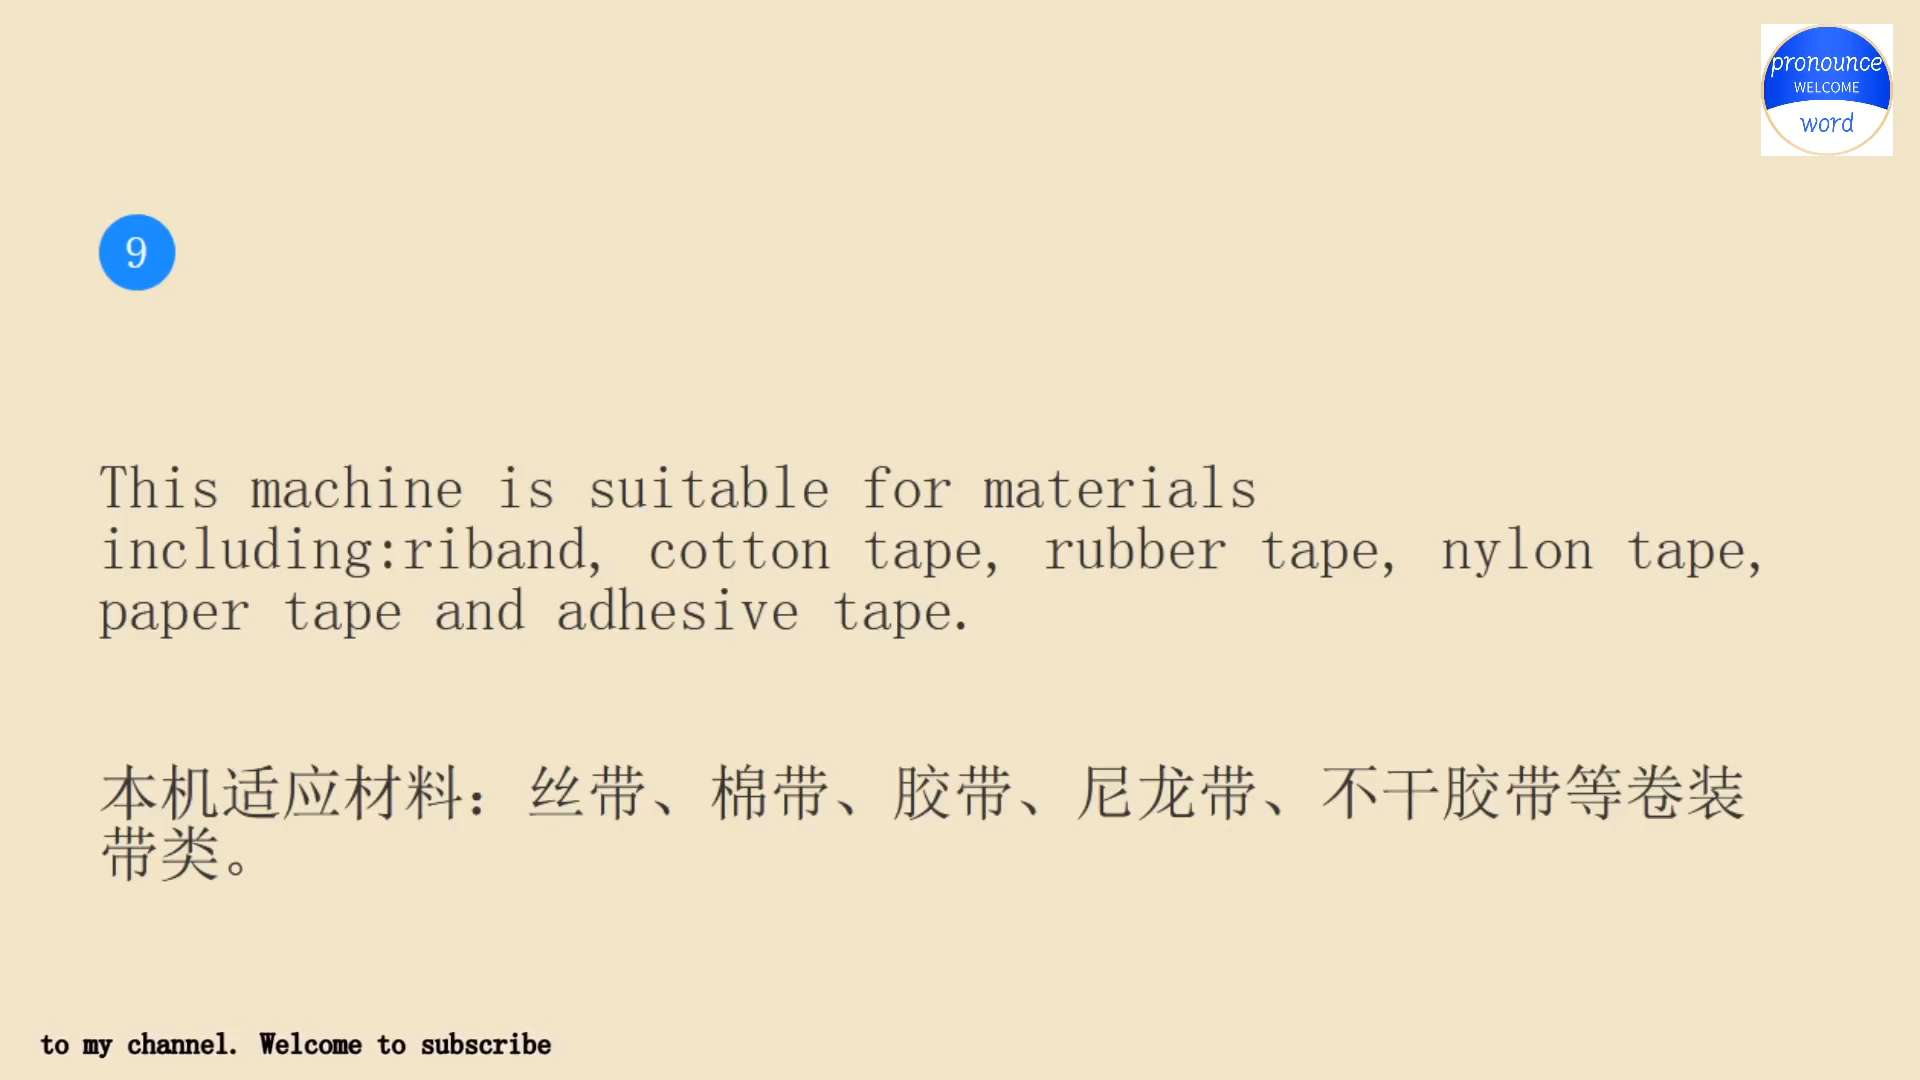 pronounce
WELCOME
word
9
This machine is suitable for materials
including:riband, cotton tape, rubber tape, nylon tape,
paper tape and adhesive tape.
本机适应材料：丝带、棉带、胶带、尼龙带、不干胶带等卷装
带类。
to my channel. Welcome to subscribe